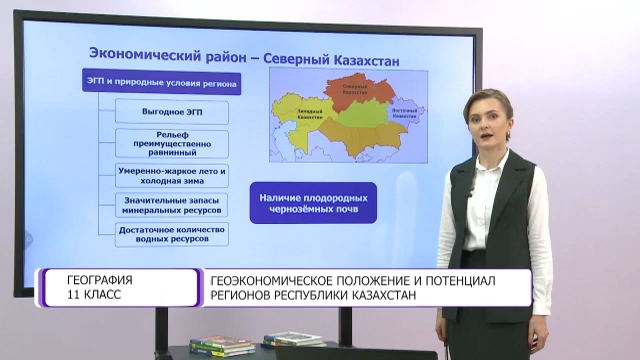 Экономический район – Северный Казахстан
ЭГП и природные условия региона
Выгодное ЭГП
Рельеф
преимущественно
равнинный
Умеренно-жаркое лето и
холодная зима
Значительные запасы
минеральных ресурсов
Достаточное количество
водных ресурсов
Северный
Казахстан
Западный
Казахстан
Восточный
Казахстан
Наличие плодородных
чернозёмных почв
ГЕОГРАФИЯ
11 КЛАСС
ГЕОЭКОНОМИЧЕСКОЕ ПОЛОЖЕНИЕ И ПОТЕНЦИАЛ
РЕГИОНОВ РЕСПУБЛИКИ КАЗАХСТАН